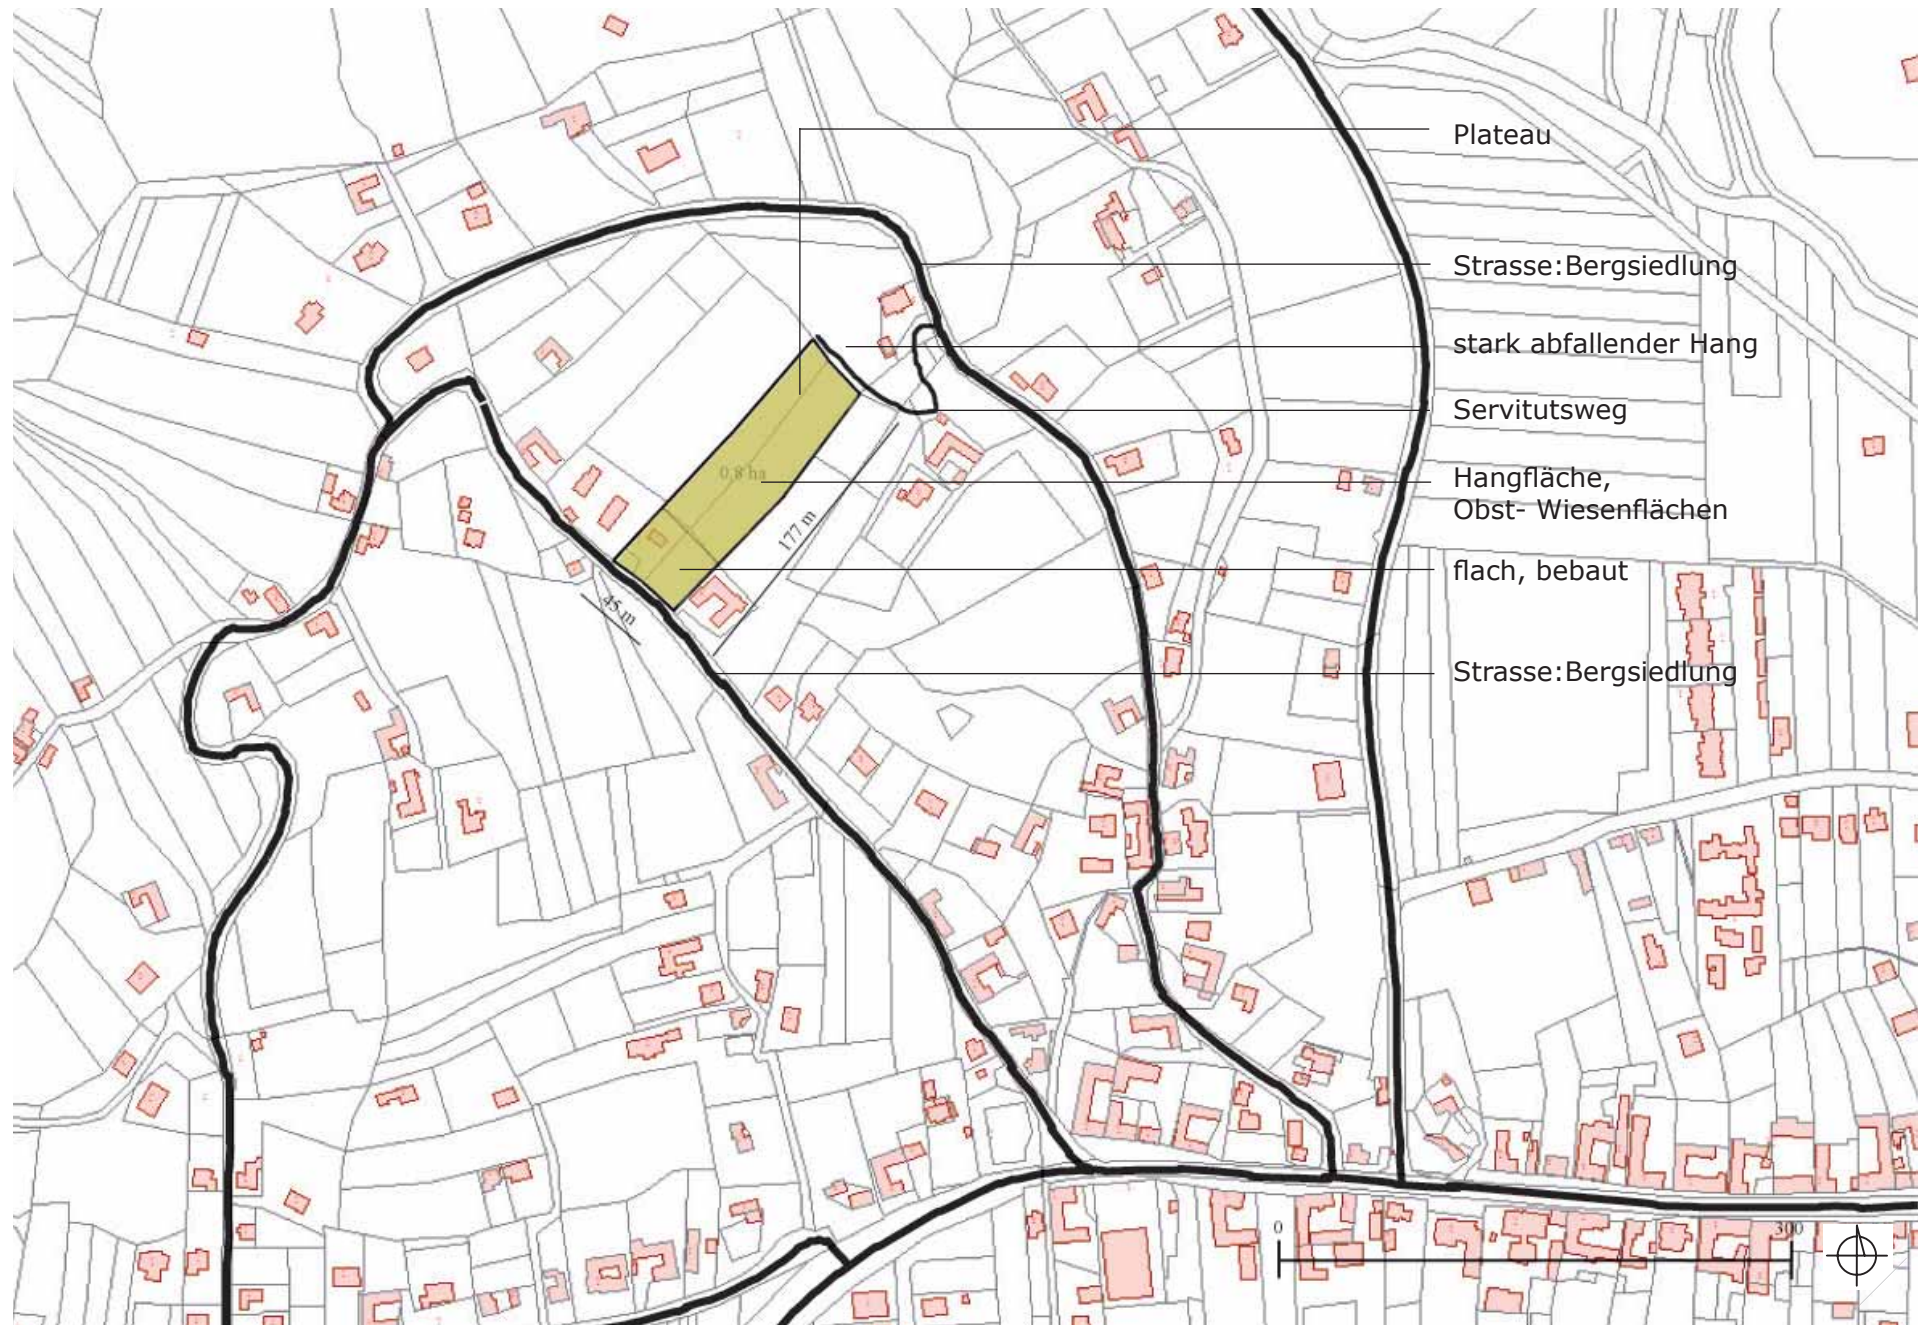 Plateau
Strasse:Bergsiedlung
stark abfallender Hang
Servitutsweg
0,8 ha
Hangfläche,
Obst- Wiesenflächen
177 m
flach, bebaut
45 m
Strasse:Bergsiedlung
0 300